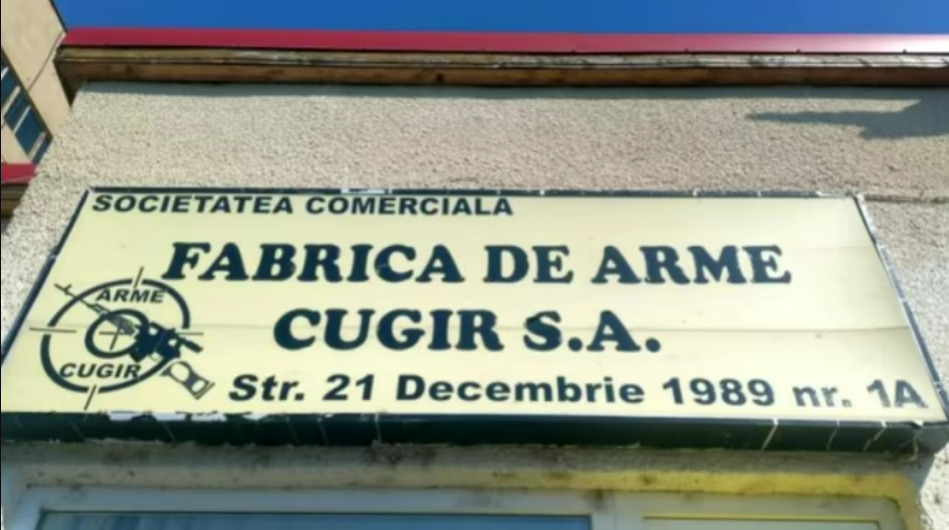 SOCIETATEA COMERCIALA
FABRICA DE ARME
CUGIR S.A.
Str. 21 Decembrie 1989 nr. 1A
ARME
CUGIR